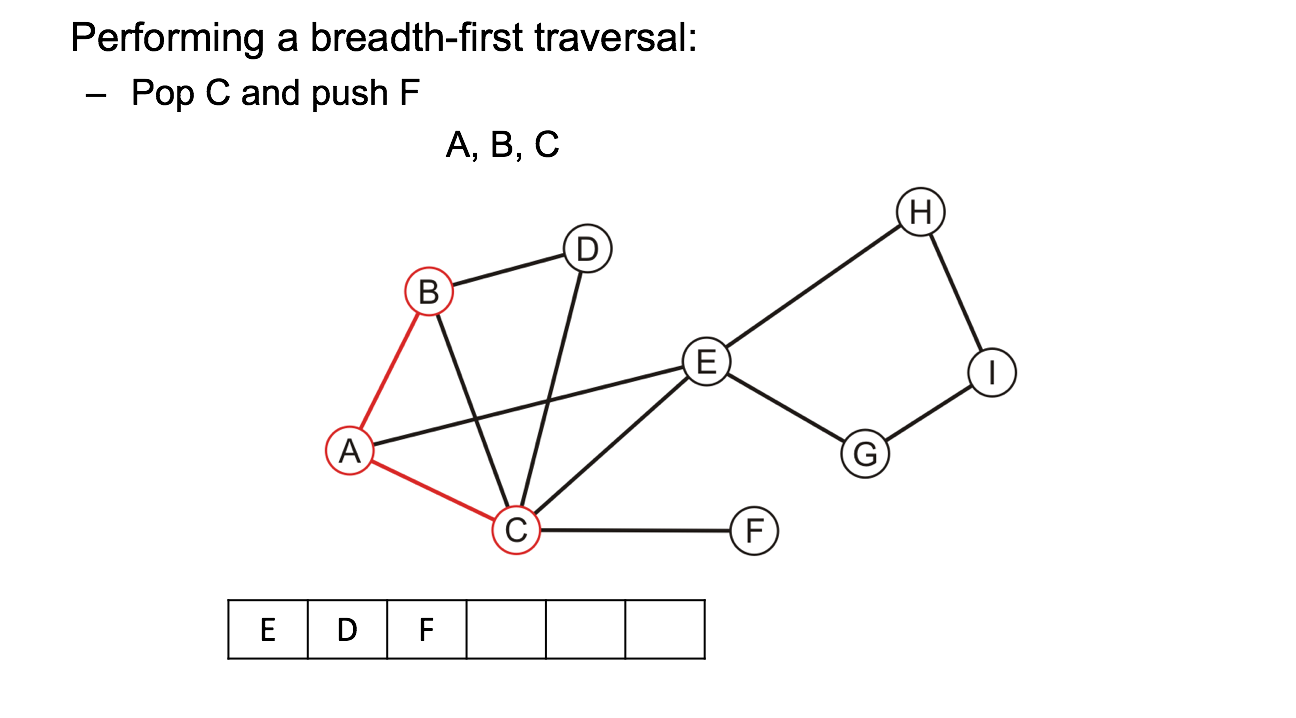 Performing a breadth-first traversal:
– Pop C and push F
A, B, C
H
D
B
E
I
A
G
C
F
E D F